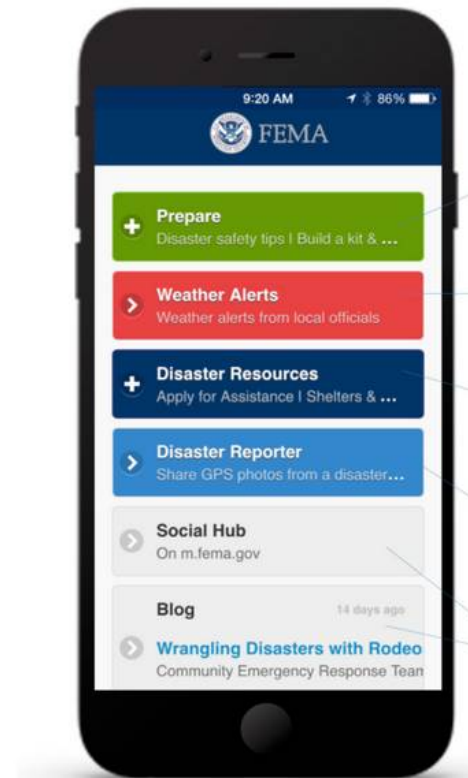 9:20 AM 86%
FEMA
Prepare
Disaster safety tips | Build a kit & ...
Weather Alerts
Weather alerts from local officials
Disaster Resources
Apply for Assistance | Shelters & ...
Disaster Reporter
Share GPS photos from a disaster...
Social Hub
On m.fema.gov
Blog 14 days ago
Wrangling Disasters with Rodeo
Community Emergency Response Team